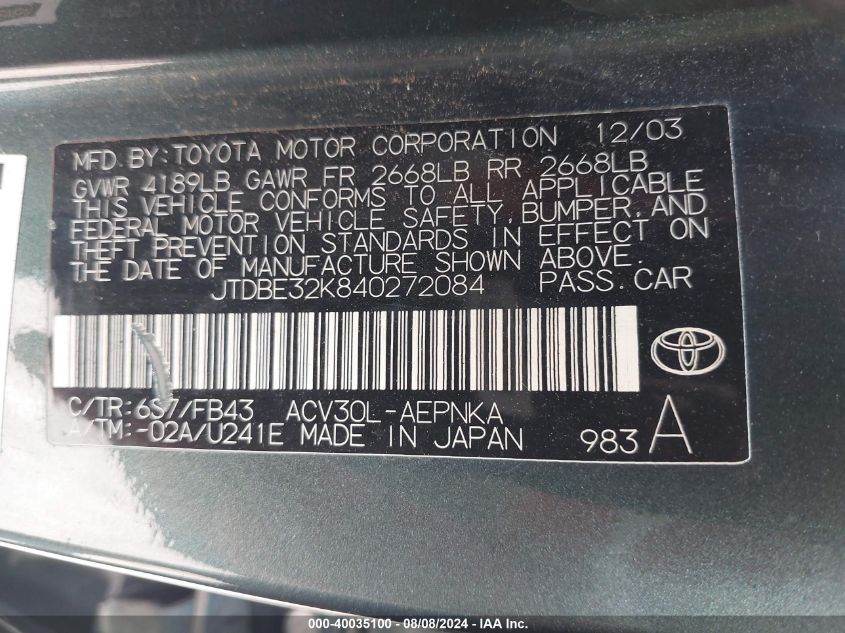 MFD. BY: TOYOTA MOTOR CORPORATION 12/03
GVWR 4189LB GAWR FR 2668LB RR 2668LB
THIS VEHICLE CONFORMS TO ALL APPLICABLE
FEDERAL MOTOR VEHICLE SAFETY, BUMPER, AND
THEFT PREVENTION STANDARDS IN EFFECT ON
THE DATE OF MANUFACTURE SHOWN ABOVE.
JTDBE32K840272084 PASS. CAR
C/TR: 6S7/FB43 ACV30L-AEPNKA
A/TM: -02A/U241E MADE IN JAPAN 983 A
000-40035100 - 08/08/2024 - www.iaai.com